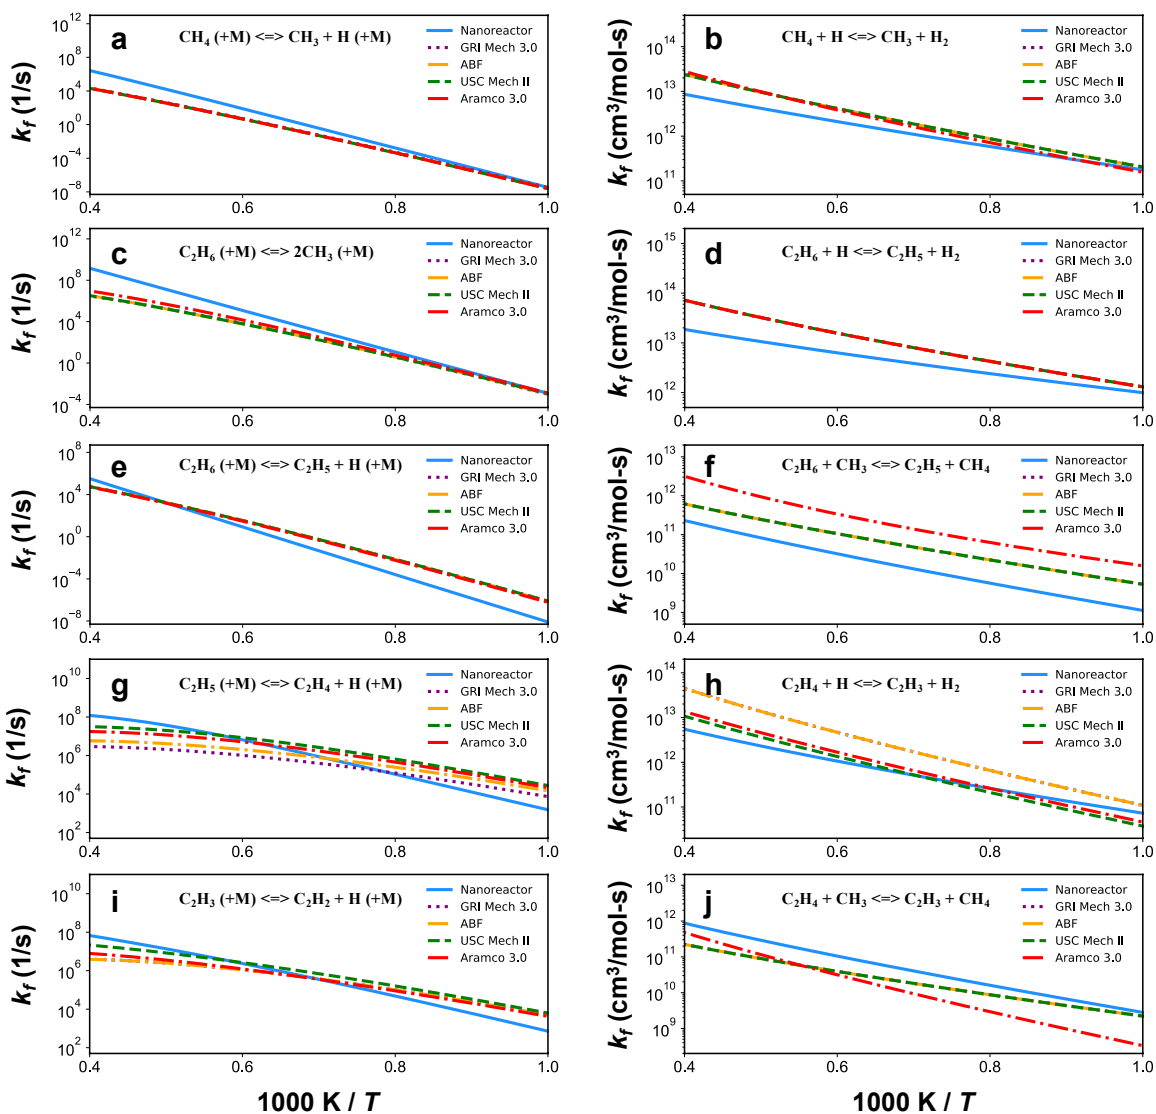 a
CH4 (+M) <=> CH3 + H (+M)
Nanoreactor
GRI Mech 3.0
ABF
USC Mech II
Aramco 3.0
kf (1/s)
10^12
10^8
10^4
10^0
10^−4
10^−8
0.4 0.6 0.8 1.0
b
CH4 + H <=> CH3 + H2
Nanoreactor
GRI Mech 3.0
ABF
USC Mech II
Aramco 3.0
kf (cm^3/mol-s)
10^14
10^13
10^12
10^11
0.4 0.6 0.8 1.0
c
C2H6 (+M) <=> 2CH3 (+M)
Nanoreactor
GRI Mech 3.0
ABF
USC Mech II
Aramco 3.0
kf (1/s)
10^12
10^8
10^4
10^0
10^−4
0.4 0.6 0.8 1.0
d
C2H6 + H <=> C2H5 + H2
Nanoreactor
GRI Mech 3.0
ABF
USC Mech II
Aramco 3.0
kf (cm^3/mol-s)
10^15
10^14
10^13
10^12
0.4 0.6 0.8 1.0
e
C2H6 (+M) <=> C2H5 + H (+M)
Nanoreactor
GRI Mech 3.0
ABF
USC Mech II
Aramco 3.0
kf (1/s)
10^8
10^4
10^0
10^−4
10^−8
0.4 0.6 0.8 1.0
f
C2H6 + CH3 <=> C2H5 + CH4
Nanoreactor
GRI Mech 3.0
ABF
USC Mech II
Aramco 3.0
kf (cm^3/mol-s)
10^13
10^12
10^11
10^10
10^9
0.4 0.6 0.8 1.0
g
C2H5 (+M) <=> C2H4 + H (+M)
Nanoreactor
GRI Mech 3.0
ABF
USC Mech II
Aramco 3.0
kf (1/s)
10^10
10^8
10^6
10^4
10^2
0.4 0.6 0.8 1.0
h
C2H4 + H <=> C2H3 + H2
Nanoreactor
GRI Mech 3.0
ABF
USC Mech II
Aramco 3.0
kf (cm^3/mol-s)
10^14
10^13
10^12
10^11
0.4 0.6 0.8 1.0
i
C2H3 (+M) <=> C2H2 + H (+M)
Nanoreactor
GRI Mech 3.0
ABF
USC Mech II
Aramco 3.0
kf (1/s)
10^10
10^8
10^6
10^4
10^2
0.4 0.6 0.8 1.0
1000 K / T
j
C2H4 + CH3 <=> C2H3 + CH4
Nanoreactor
GRI Mech 3.0
ABF
USC Mech II
Aramco 3.0
kf (cm^3/mol-s)
10^13
10^12
10^11
10^10
10^9
0.4 0.6 0.8 1.0
1000 K / T